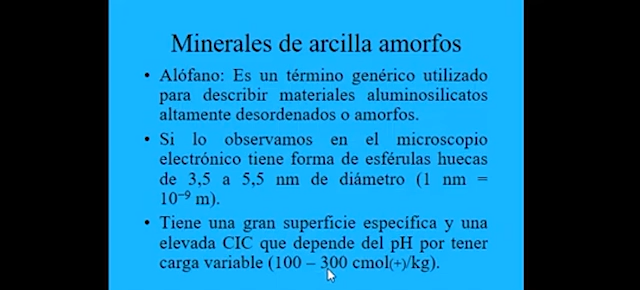 Minerales de arcilla amorfos
• Alófano: Es un término genérico utilizado
para describir materiales aluminosilicatos
altamente desordenados o amorfos.
• Si lo observamos en el microscopio
electrónico tiene forma de esférulas huecas
de 3,5 a 5,5 nm de diámetro (1 nm =
10⁻⁹ m).
• Tiene una gran superficie específica y una
elevada CIC que depende del pH por tener
carga variable (100 – 300 cmol(+)/kg).